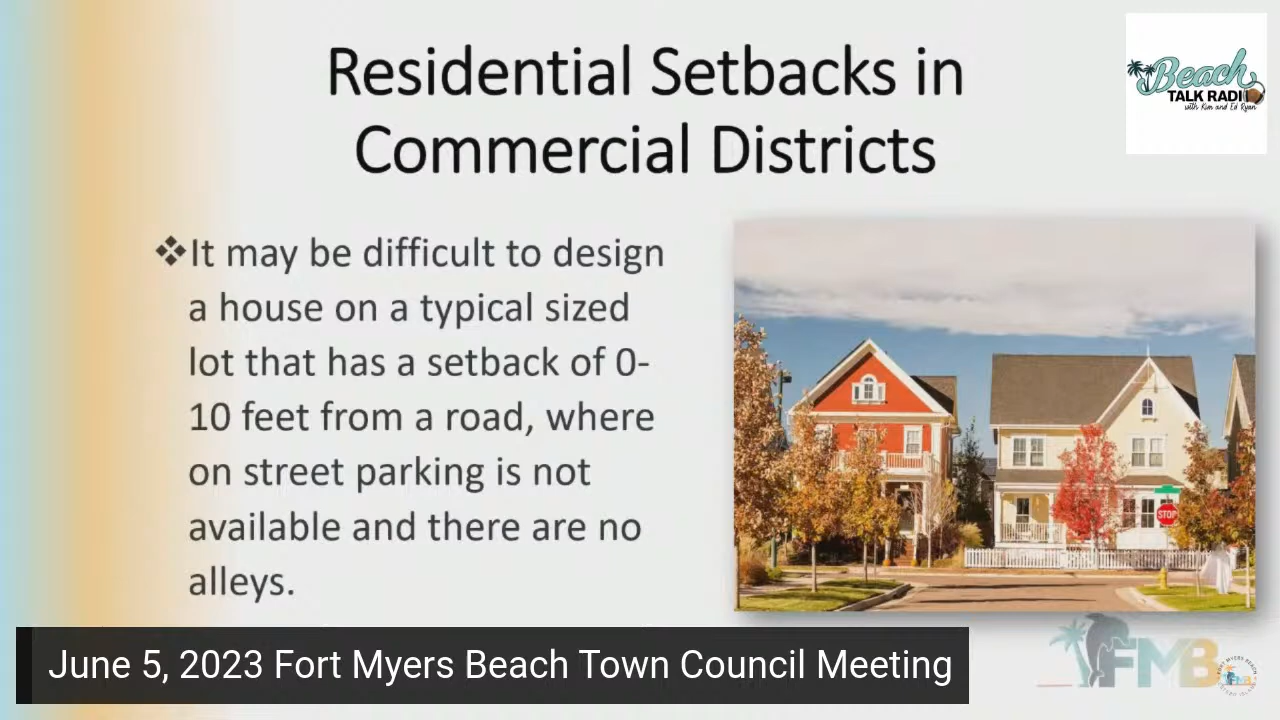 Residential Setbacks in
Commercial Districts
Beach
TALK RADIO
with Kim and Ed Ryan
❖It may be difficult to design
a house on a typical sized
lot that has a setback of 0-
10 feet from a road, where
on street parking is not
available and there are no
alleys.
STOP
June 5, 2023 Fort Myers Beach Town Council Meeting
FMB